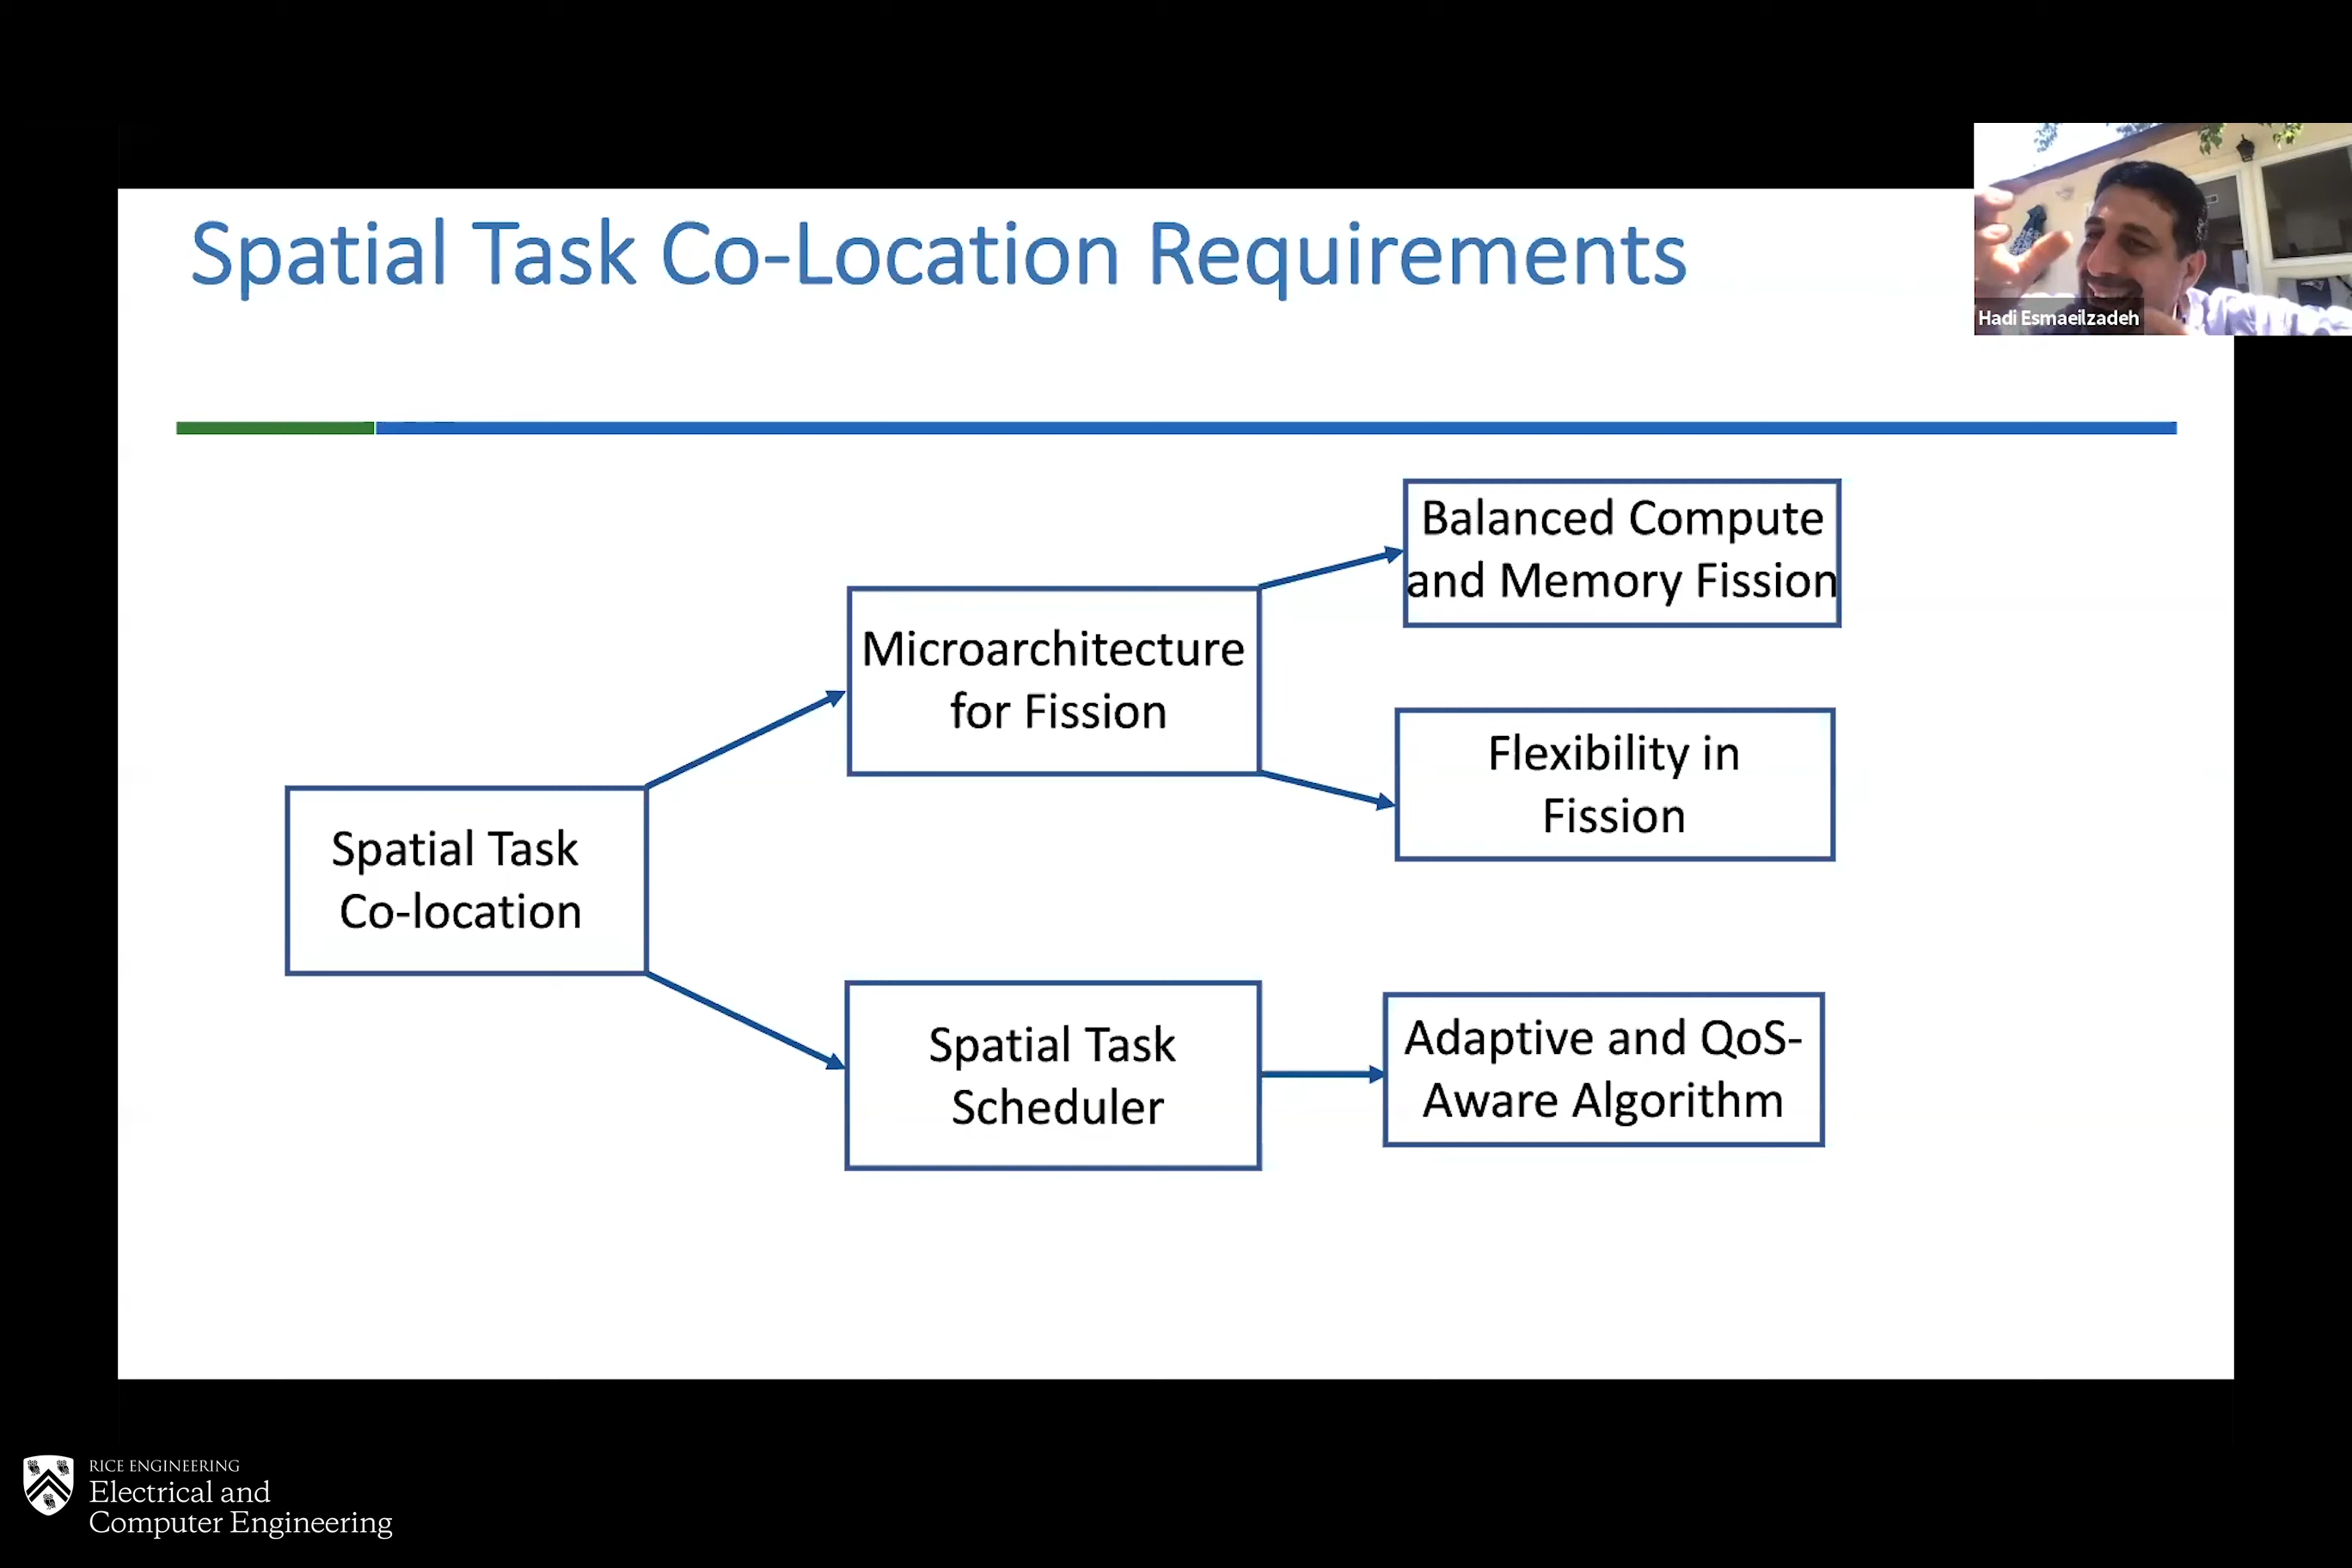 Spatial Task Co-Location Requirements
Hadi Esmaeilzadeh
Balanced Compute
and Memory Fission
Microarchitecture
for Fission
Flexibility in
Fission
Spatial Task
Co-location
Spatial Task
Scheduler
Adaptive and QoS-
Aware Algorithm
RICE ENGINEERING
Electrical and
Computer Engineering